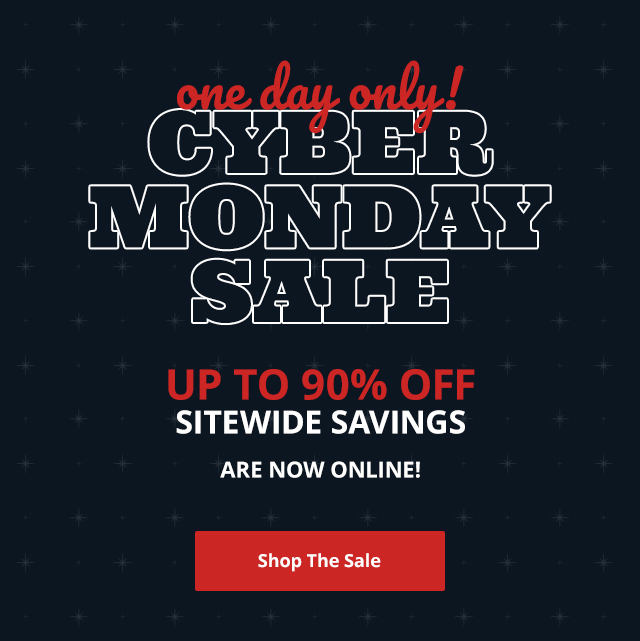 one day only!
CYBER
MONDAY
SALE
UP TO 90% OFF
SITEWIDE SAVINGS
ARE NOW ONLINE!
Shop The Sale